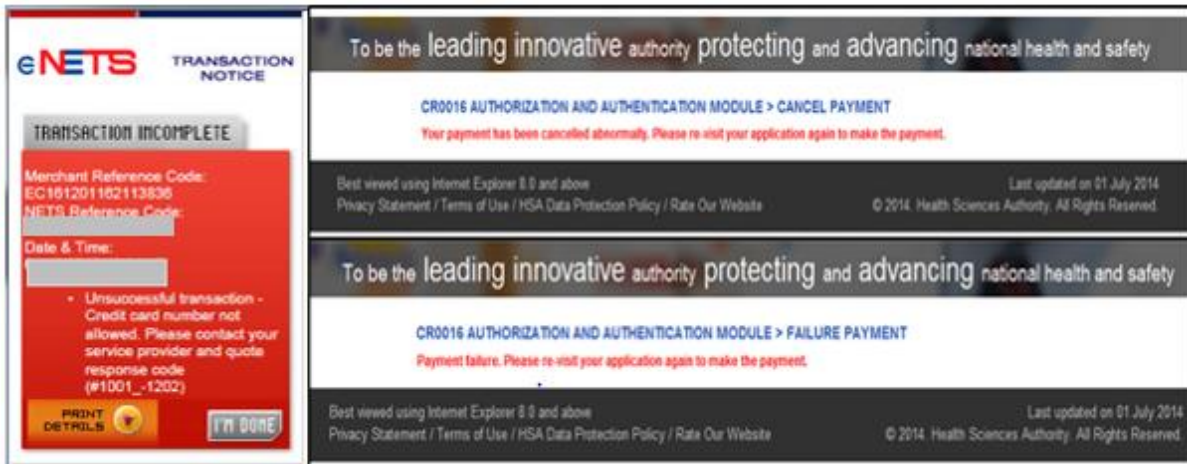 eNETS
TRANSACTION
NOTICE
TRANSACTION INCOMPLETE
Merchant Reference Code:
EC161201162113836
NETS Reference Code:
Date & Time:
• Unsuccessful transaction -
Credit card number not
allowed. Please contact your
service provider and quote
response code
(#1001_-1202)
PRINT
DETAILS
I'M DONE
To be the leading innovative authority protecting and advancing national health and safety
CR0016 AUTHORIZATION AND AUTHENTICATION MODULE > CANCEL PAYMENT
Your payment has been cancelled abnormally. Please re-visit your application again to make the payment.
Best viewed using Internet Explorer 8.0 and above
Last updated on 01 July 2014
Privacy Statement / Terms of Use / HSA Data Protection Policy / Rate Our Website
© 2014. Health Sciences Authority. All Rights Reserved.
To be the leading innovative authority protecting and advancing national health and safety
CR0016 AUTHORIZATION AND AUTHENTICATION MODULE > FAILURE PAYMENT
Payment failure. Please re-visit your application again to make the payment.
Best viewed using Internet Explorer 8.0 and above
Last updated on 01 July 2014
Privacy Statement / Terms of Use / HSA Data Protection Policy / Rate Our Website
© 2014. Health Sciences Authority. All Rights Reserved.